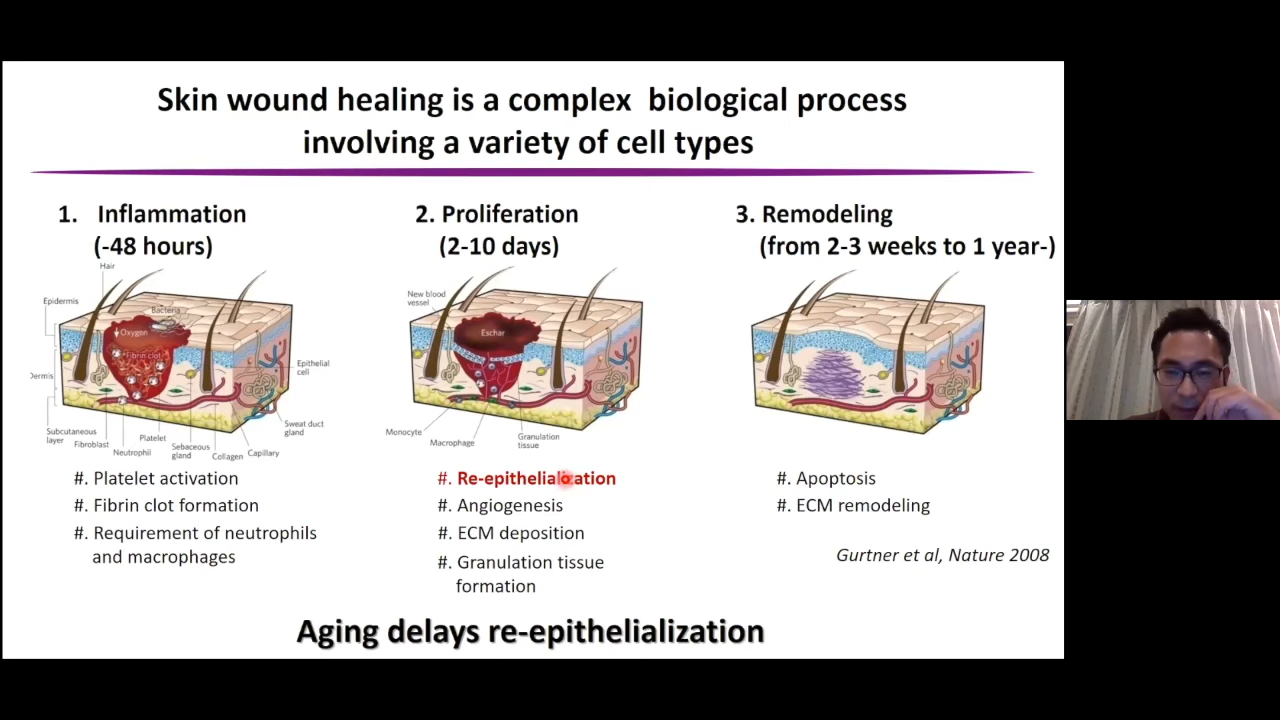 Skin wound healing is a complex biological process
involving a variety of cell types
1. Inflammation
(-48 hours)
Hair
Epidermis
Bacteria
Oxygen
Fibrin clot
Dermis
Epithelial
cell
Subcutaneous
layer
Fibroblast
Neutrophil
Platelet
Sebaceous
gland
Collagen
Capillary
Sweat duct
gland
#. Platelet activation
#. Fibrin clot formation
#. Requirement of neutrophils
and macrophages
2. Proliferation
(2-10 days)
New blood
vessel
Eschar
Monocyte
Macrophage
Granulation
tissue
#. Re-epithelialization
#. Angiogenesis
#. ECM deposition
#. Granulation tissue
formation
3. Remodeling
(from 2-3 weeks to 1 year-)
#. Apoptosis
#. ECM remodeling
Gurtner et al, Nature 2008
Aging delays re-epithelialization